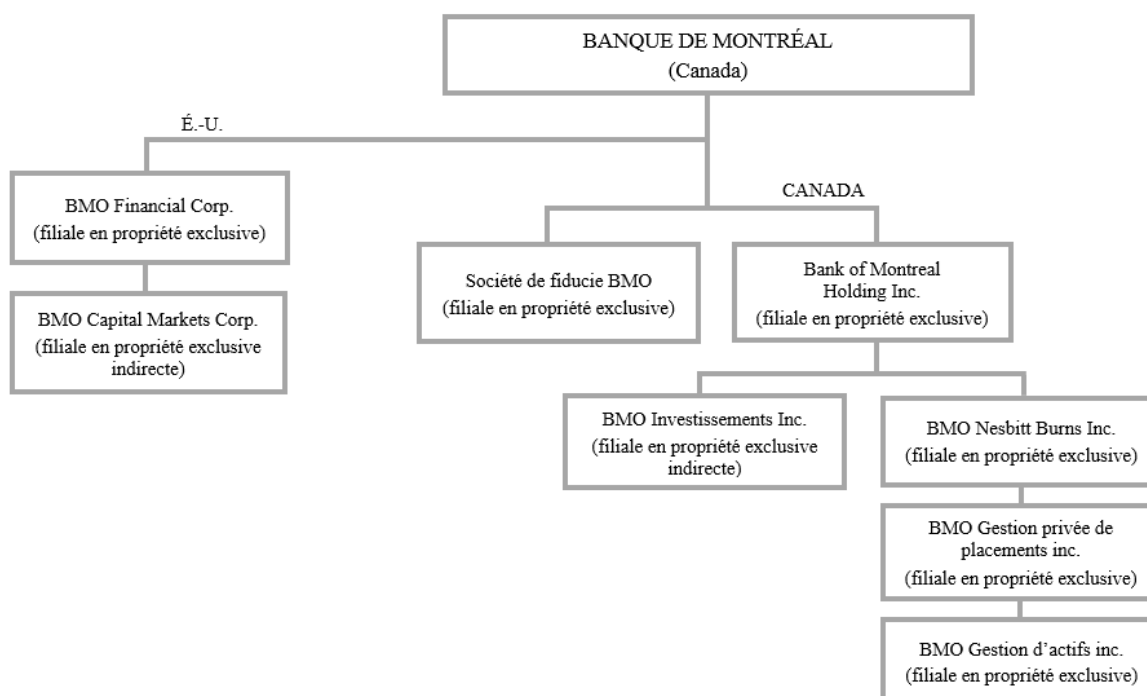 BANQUE DE MONTRÉAL
(Canada)
É.-U.
BMO Financial Corp.
(filiale en propriété exclusive)
BMO Capital Markets Corp.
(filiale en propriété exclusive
indirecte)
CANADA
Société de fiducie BMO
(filiale en propriété exclusive)
Bank of Montreal
Holding Inc.
(filiale en propriété exclusive)
BMO Investissements Inc.
(filiale en propriété exclusive
indirecte)
BMO Nesbitt Burns Inc.
(filiale en propriété exclusive)
BMO Gestion privée de
placements inc.
(filiale en propriété exclusive)
BMO Gestion d’actifs inc.
(filiale en propriété exclusive)